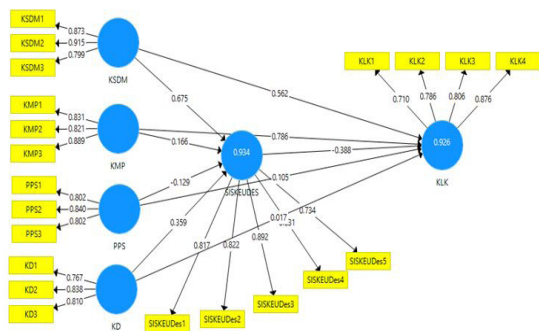 KSDM1
KSDM2
KSDM3
0.873
0.915
0.799
KSDM
KMP1
KMP2
KMP3
0.831
0.821
0.889
KMP
PPS1
PPS2
PPS3
0.802
0.840
0.802
PPS
KD1
KD2
KD3
0.767
0.838
0.810
KD
0.675
0.166
-0.129
0.359
0.562
0.786
-0.388
0.105
0.017
0.934
SISKEUDES
0.817
0.822
0.892
0.734
SISKEUDes1
SISKEUDes2
SISKEUDes3
SISKEUDes4
SISKEUDes5
KLK1
KLK2
KLK3
KLK4
0.710
0.786
0.806
0.876
0.926
KLK